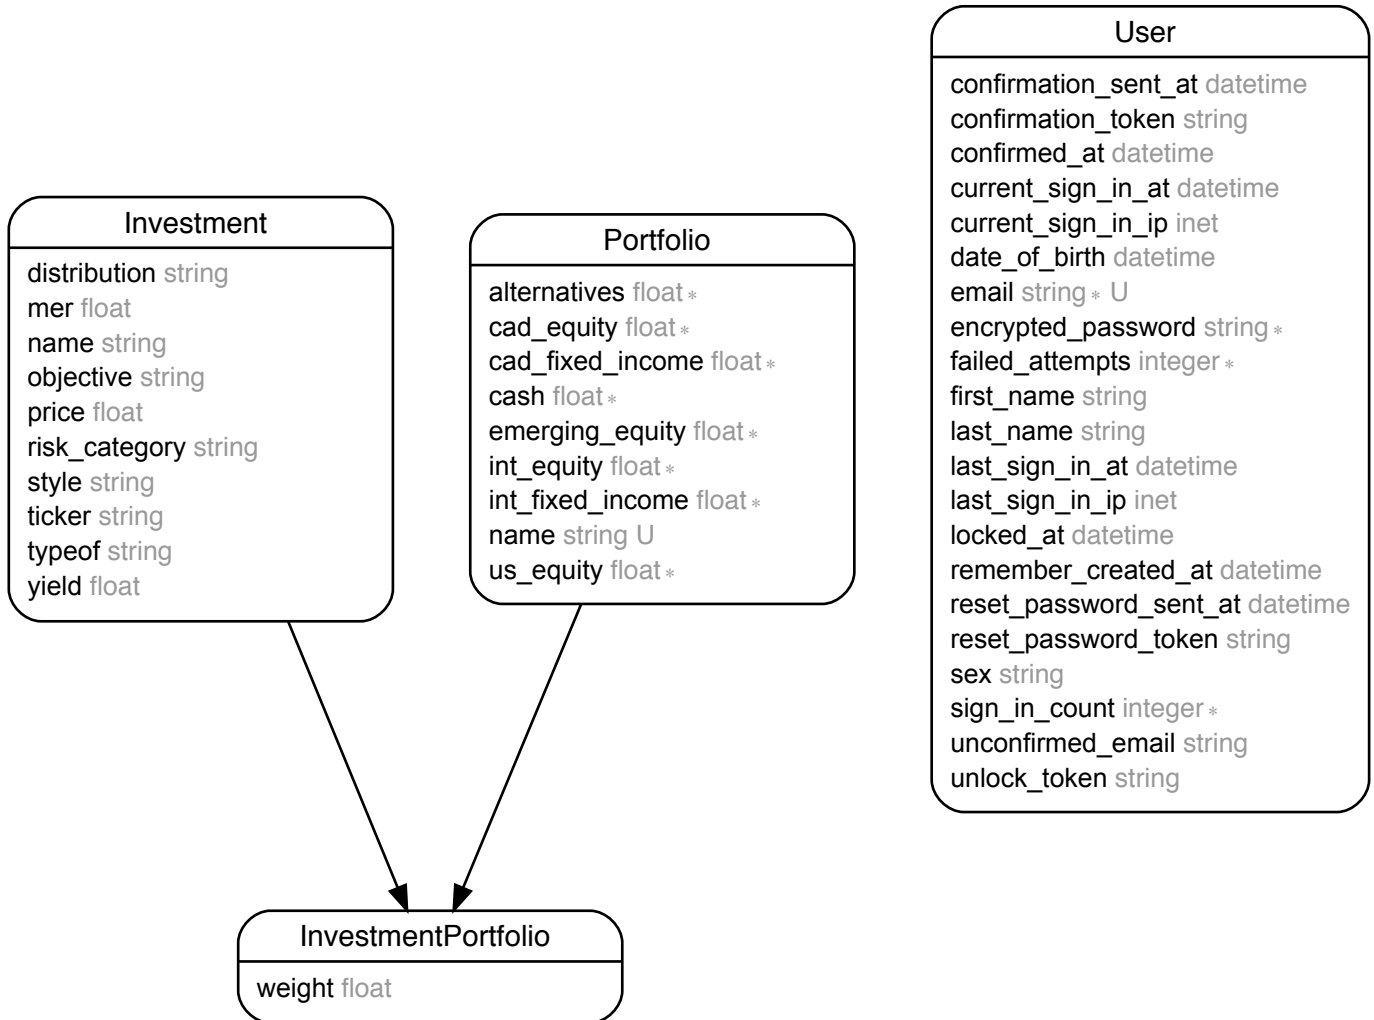 Investment
distribution string
mer float
name string
objective string
price float
risk_category string
style string
ticker string
typeof string
yield float
Portfolio
alternatives float *
cad_equity float *
cad_fixed_income float *
cash float *
emerging_equity float *
int_equity float *
int_fixed_income float *
name string U
us_equity float *
User
confirmation_sent_at datetime
confirmation_token string
confirmed_at datetime
current_sign_in_at datetime
current_sign_in_ip inet
date_of_birth datetime
email string * U
encrypted_password string *
failed_attempts integer *
first_name string
last_name string
last_sign_in_at datetime
last_sign_in_ip inet
locked_at datetime
remember_created_at datetime
reset_password_sent_at datetime
reset_password_token string
sex string
sign_in_count integer *
unconfirmed_email string
unlock_token string
InvestmentPortfolio
weight float